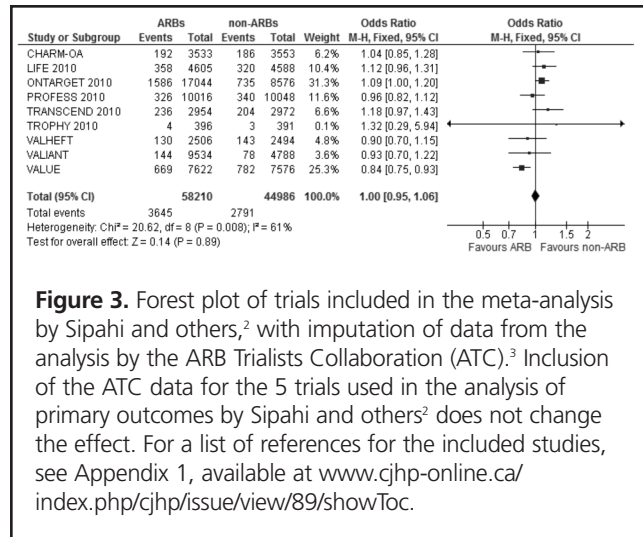 ARBs non-ARBs Odds Ratio Odds Ratio
Study or Subgroup Events Total Events Total Weight M-H, Fixed, 95% CI M-H, Fixed, 95% CI
CHARM-OA 192 3533 186 3553 6.2% 1.04 [0.85, 1.28]
LIFE 2010 358 4605 320 4588 10.4% 1.12 [0.96, 1.31]
ONTARGET 2010 1586 17044 735 8576 31.2% 1.09 [1.00, 1.20]
PROFESS 2010 326 10016 340 10048 11.4% 0.96 [0.82, 1.12]
TRANSCEND 2010 236 2954 204 2972 6.5% 1.18 [0.97, 1.43]
TROPHY 2010 4 396 3 391 0.1% 1.32 [0.29, 5.94]
VALHEFT 130 2506 143 2494 4.7% 0.90 [0.70, 1.15]
VALIANT 144 9534 78 4788 3.6% 0.93 [0.70, 1.22]
VALUE 669 7622 782 7576 25.3% 0.84 [0.75, 0.93]
Total (95% CI) 58210 44986 100.0% 1.00 [0.95, 1.06]
Total events 3645 2791
Heterogeneity: Chi² = 20.62, df = 8 (P = 0.008); I² = 61%
Test for overall effect: Z = 0.14 (P = 0.89)
0.5 0.7 1 1.5 2
Favours ARB Favours non-ARB
Figure 3. Forest plot of trials included in the meta-analysis
by Sipahi and others,² with imputation of data from the
analysis by the ARB Trialists Collaboration (ATC).³ Inclusion
of the ATC data for the 5 trials used in the analysis of
primary outcomes by Sipahi and others² does not change
the effect. For a list of references for the included studies,
see Appendix 1, available at www.cjhp-online.ca/
index.php/cjhp/issue/view/89/showToc.